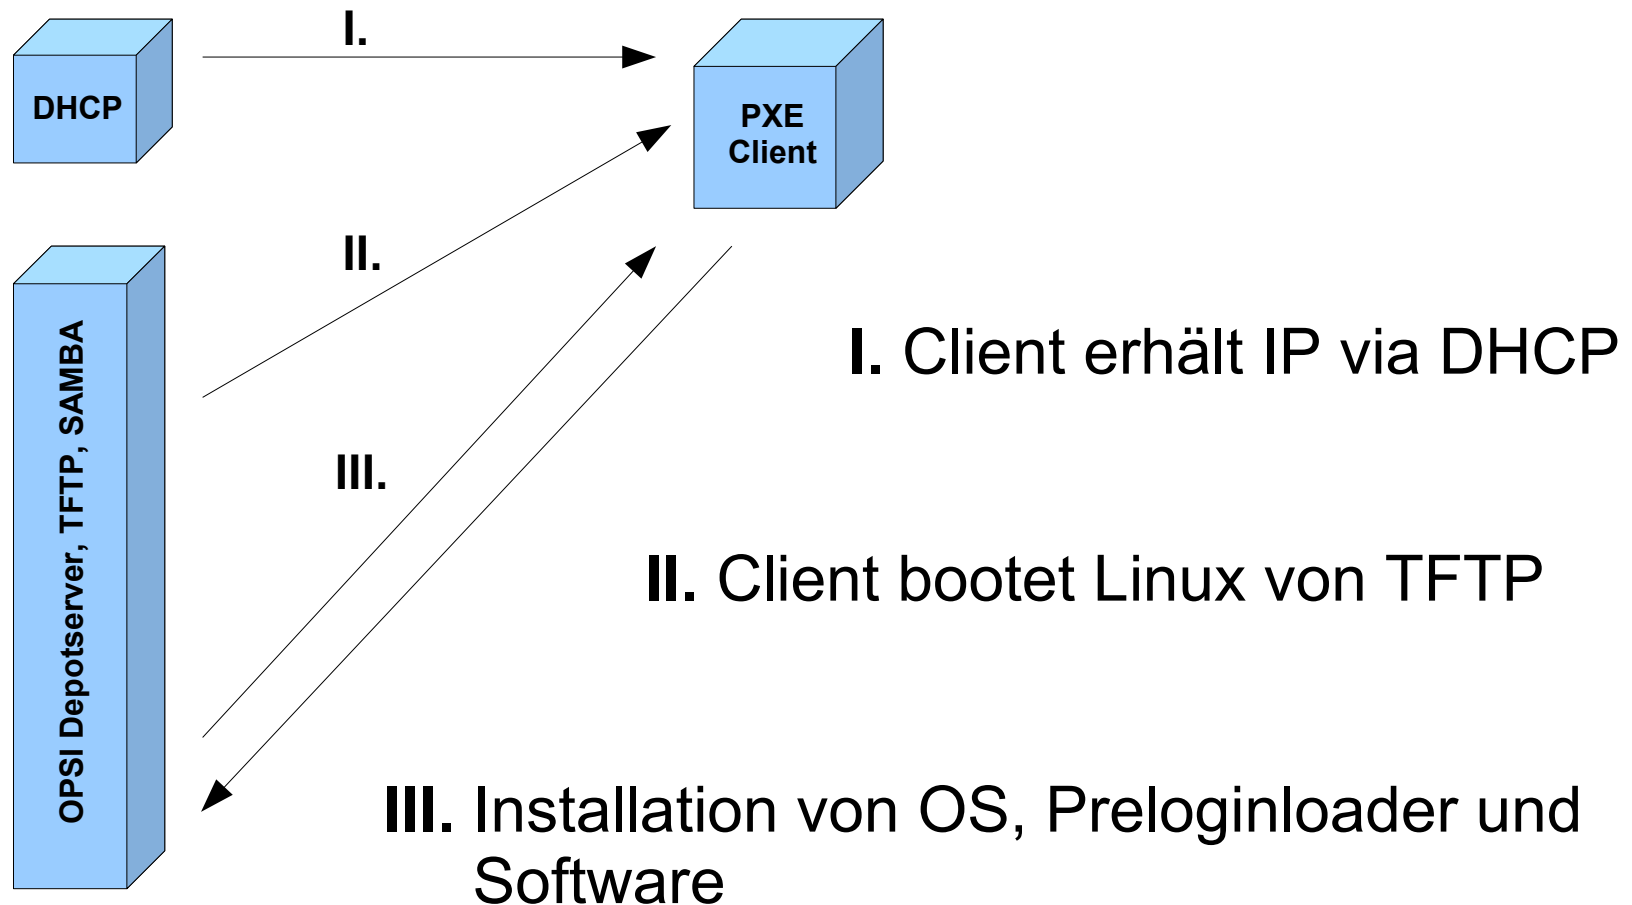 I.
DHCP
PXE
Client
II.
OPSI Depotserver, TFTP, SAMBA
III.
I. Client erhält IP via DHCP
II. Client bootet Linux von TFTP
III. Installation von OS, Preloginloader und
Software